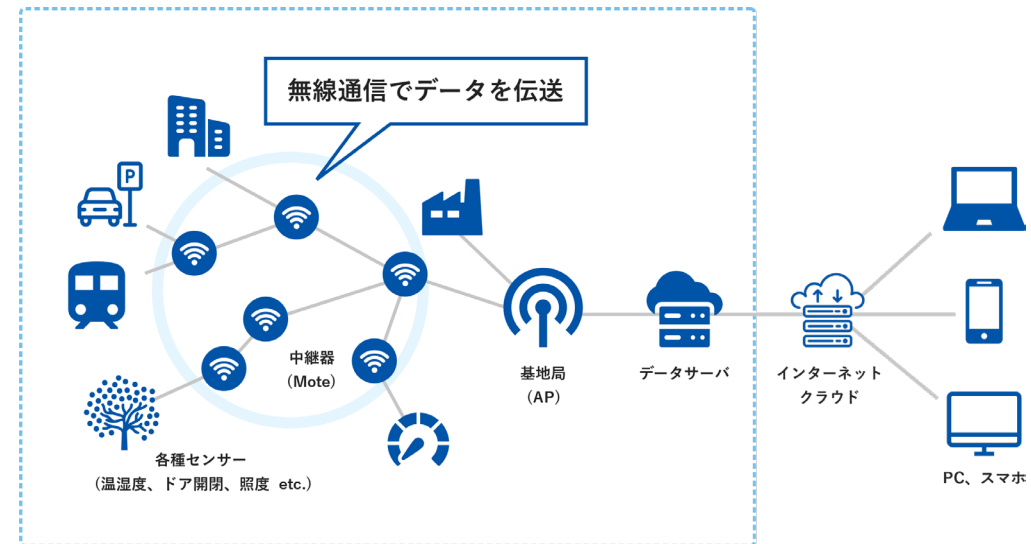 無線通信でデータを伝送
P
中継器
(Mote)
基地局
(AP)
データサーバ
インターネット
クラウド
各種センサー
(温湿度、ドア開閉、照度 etc.)
PC、スマホ